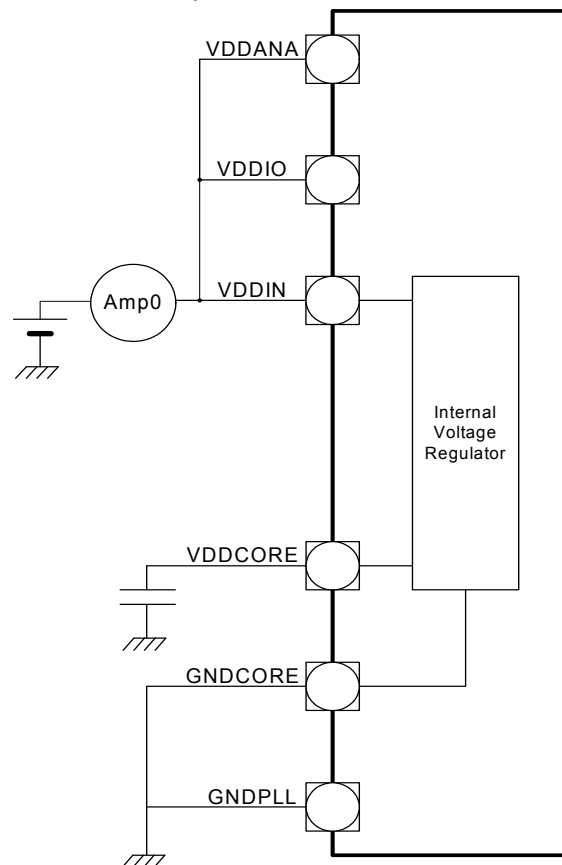 VDDANA
VDDIO
Amp0
VDDIN
Internal
Voltage
Regulator
VDDCORE
GNDCORE
GNDPLL